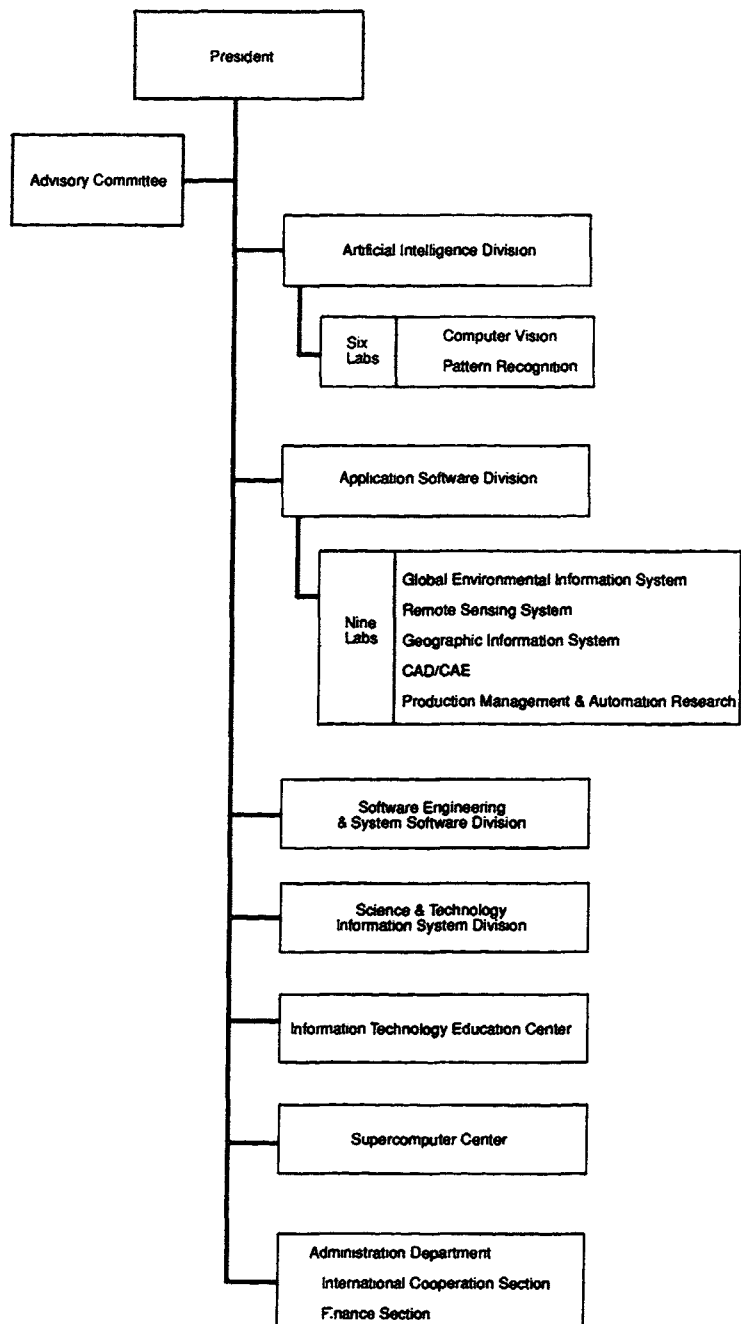 President
Advisory Committee
Artificial Intelligence Division
Six
Labs
Computer Vision
Pattern Recognition
Application Software Division
Nine
Labs
Global Environmental Information System
Remote Sensing System
Geographic Information System
CAD/CAE
Production Management & Automation Research
Software Engineering
& System Software Division
Science & Technology
Information System Division
Information Technology Education Center
Supercomputer Center
Administration Department
International Cooperation Section
Finance Section